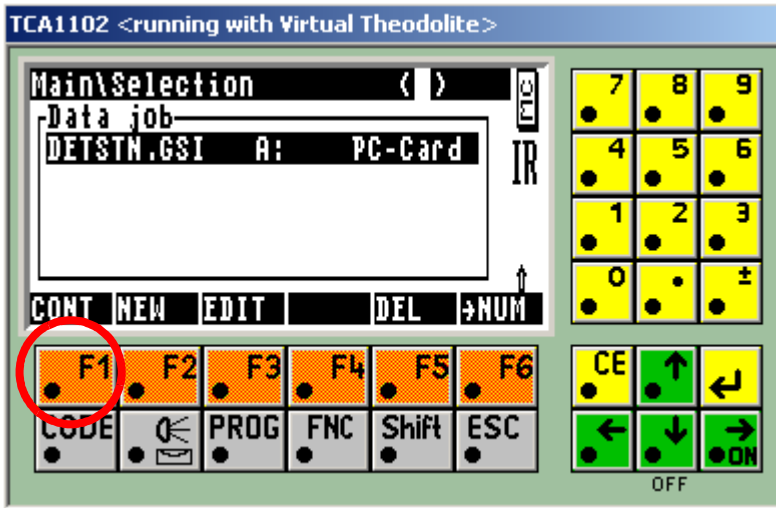 TCA1102 <running with Virtual Theodolite>
Main\Selection ( )
MC
Data job
DETSTN.GSI A: PC-Card
IR
CONT NEW EDIT DEL →NUM
F1 F2 F3 F4 F5 F6
CODE PROG FNC Shift ESC
7 8 9
4 5 6
1 2 3
0 . ±
CE ↑ ↵
← ↓ → ON
OFF